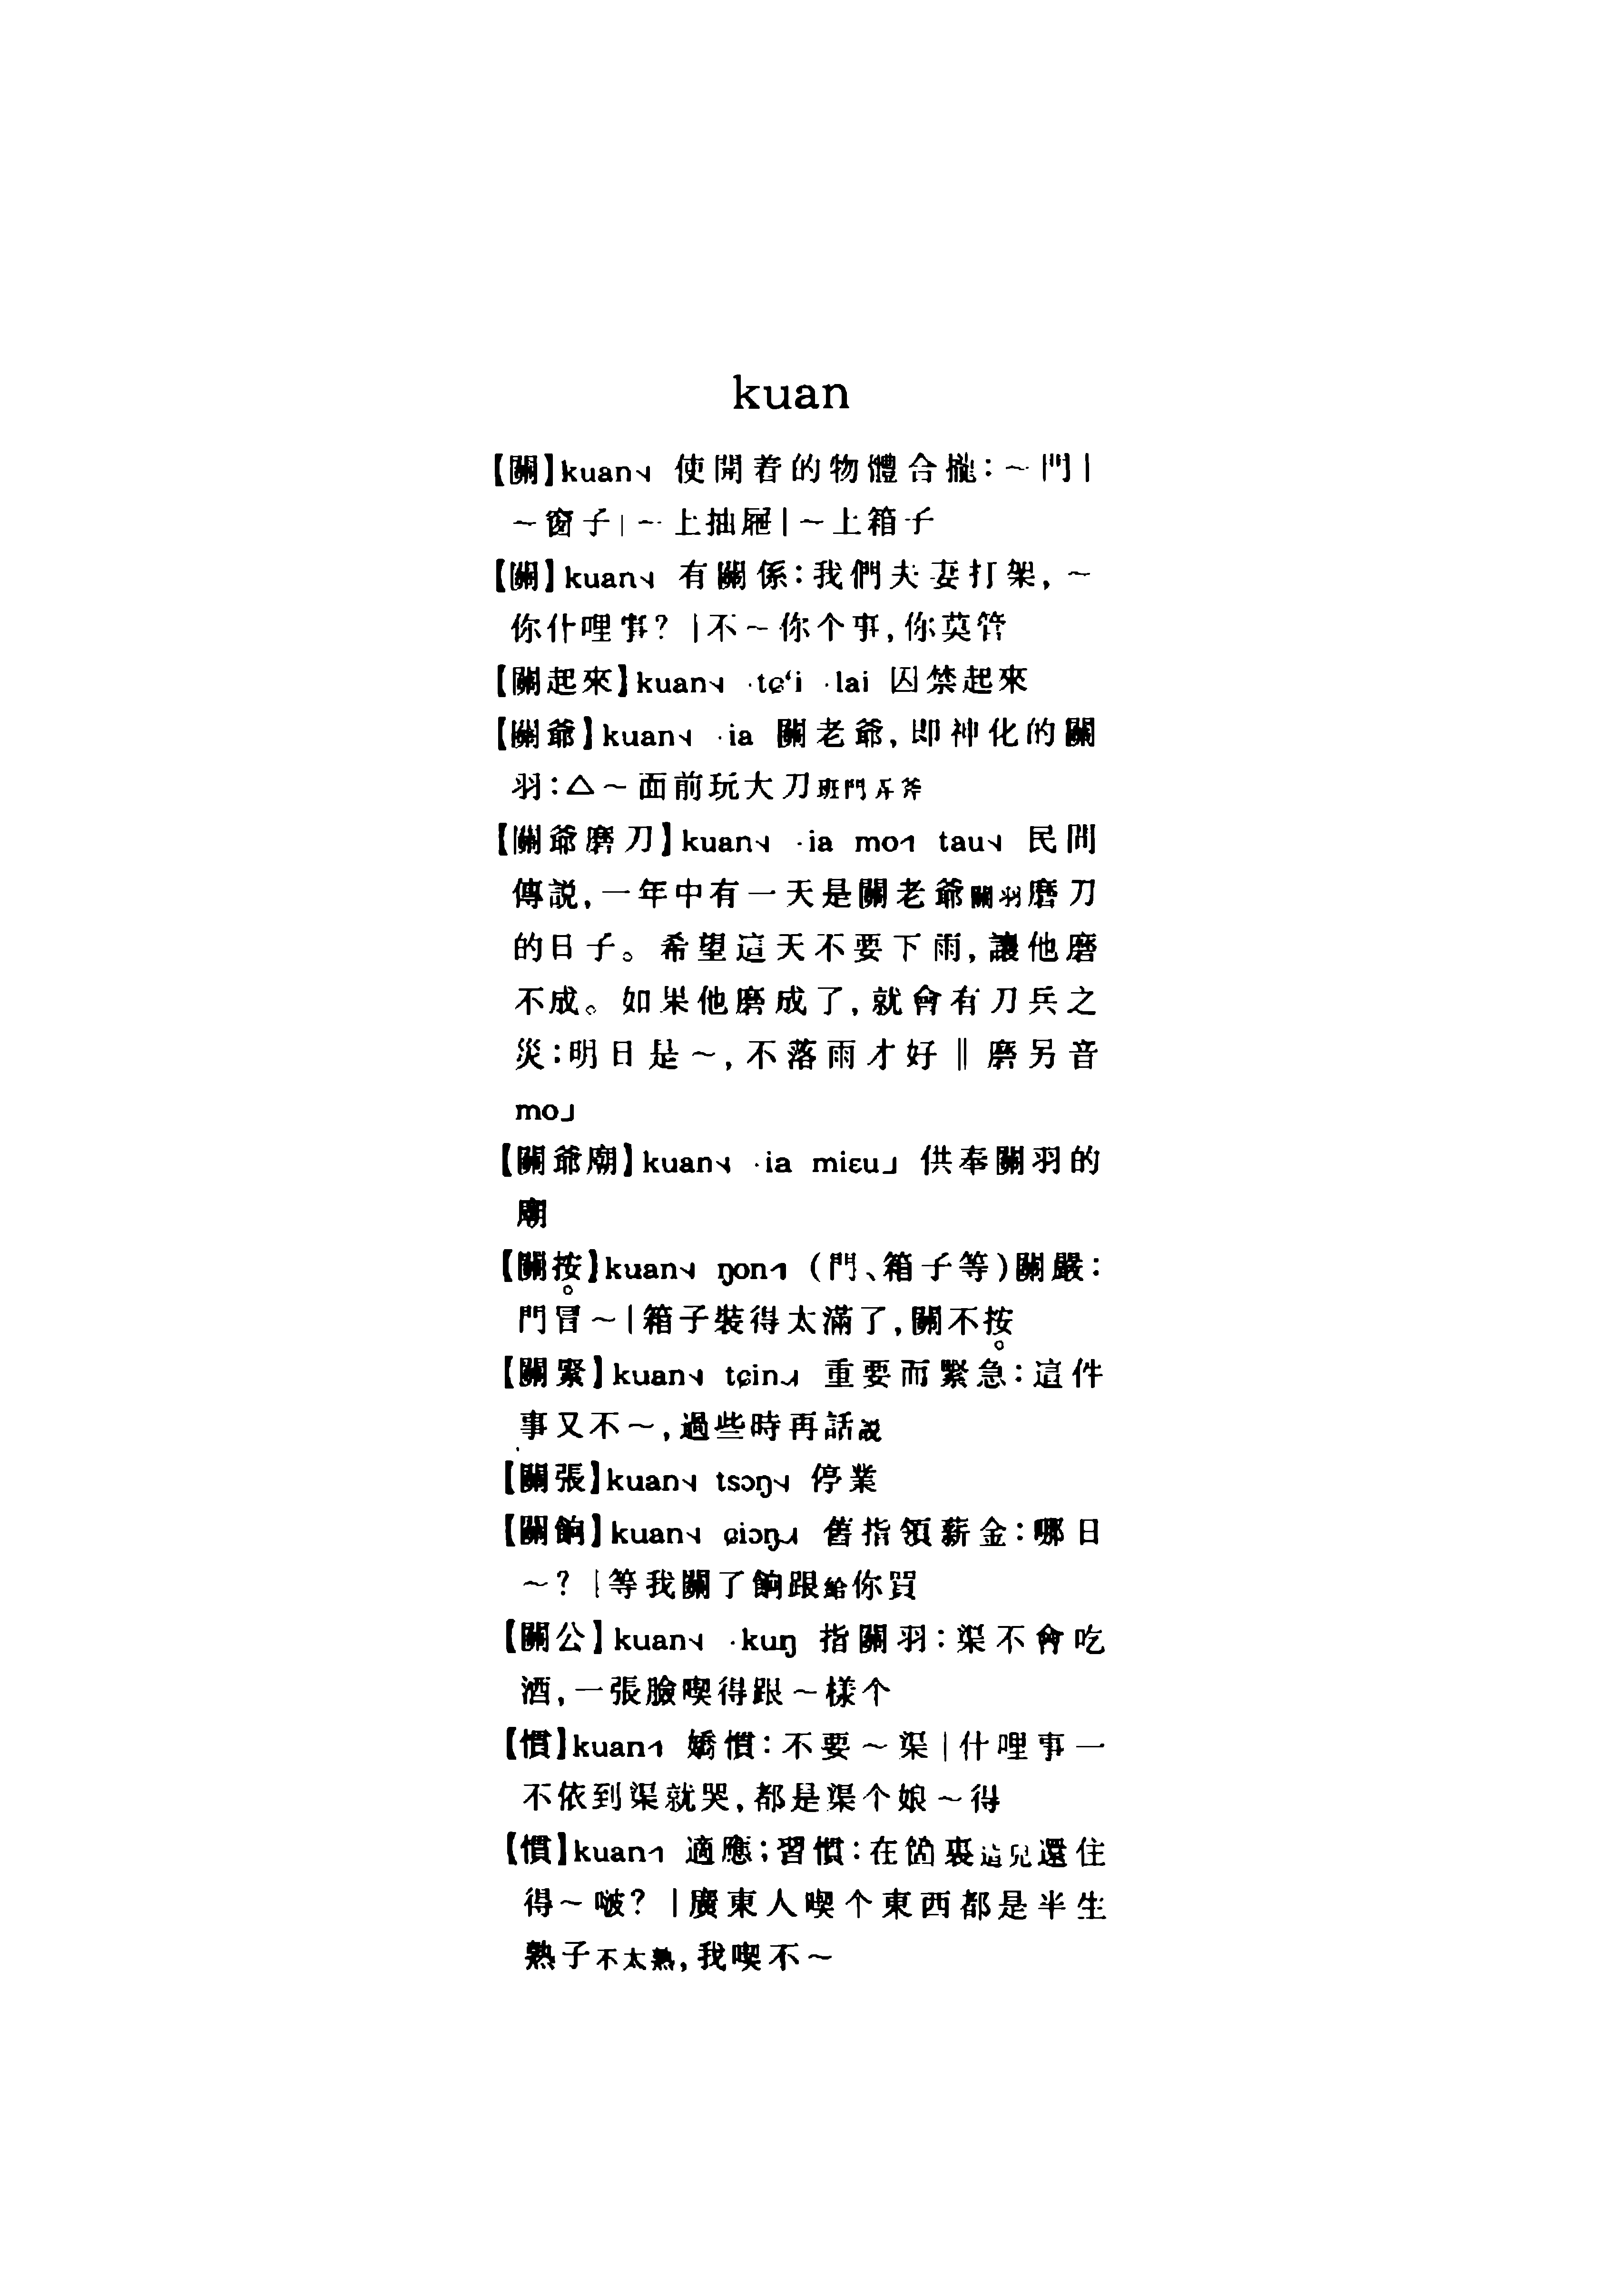 kuan
【關】kuan˧˩ 使開着的物體合攏：～門|
～窗子|～上抽屜|～上箱子
【關】kuan˧˩ 有關係：我們夫妻打架，～
你什哩事？|不～你个事，你莫管
【關起來】kuan˧˩ ·tɕ‘i ·lai 囚禁起來
【關爺】kuan˧˩ ·ia 關老爺，即神化的關
羽：△～面前玩大刀班門弄斧
【關爺磨刀】kuan˧˩ ·ia mo˦˥ tau˧˩ 民間
傳説，一年中有一天是關老爺關羽磨刀
的日子。希望這天不要下雨，讓他磨
不成。如果他磨成了，就會有刀兵之
災：明日是～，不落雨才好‖磨另音
mo˩
【關爺廟】kuan˧˩ ·ia miɛu˩ 供奉關羽的
廟
【關按。】kuan˧˩ ŋon˦˥ （門、箱子等）關嚴：
門冒～|箱子裝得太滿了，關不按。
【關緊】kuan˧˩ tɕin˨˩˧ 重要而緊急：這件
事又不～，過些時再話説
【關張】kuan˧˩ tsɔŋ˧˩ 停業
【關餉】kuan˧˩ ɕiɔŋ˨˩˧ 舊指領薪金：哪日
～？|等我關了餉跟給你買
【關公】kuan˧˩ ·kuŋ 指關羽：渠不會吃
酒，一張臉喫得跟～樣个
【慣】kuan˦˥ 嬌慣：不要～渠|什哩事一
不依到渠就哭，都是渠个娘～得
【慣】kuan˦˥ 適應；習慣：在箇裏這兒還住
得～啵？|廣東人喫个東西都是半生
熟子不太熟，我喫不～